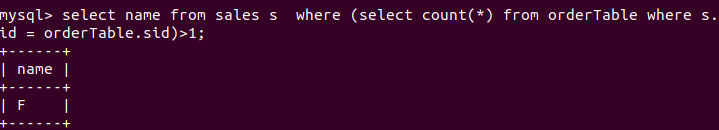 mysql> select name from sales s  where (select count(*) from orderTable where s.
id = orderTable.sid)>1;
+------+
| name |
+------+
| F    |
+------+